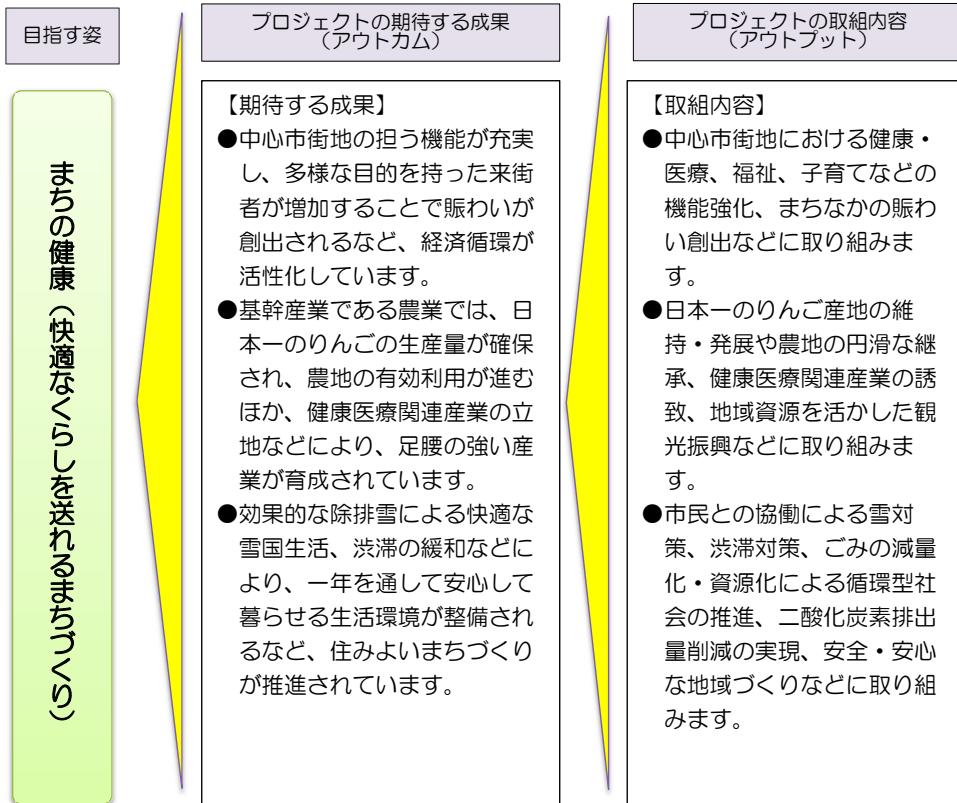 目指す姿
プロジェクトの期待する成果
（アウトカム）
プロジェクトの取組内容
（アウトプット）
まちの健康（快適なくらしを送れるまちづくり）
【期待する成果】
●中心市街地の担う機能が充実
し、多様な目的を持った来街
者が増加することで賑わいが
創出されるなど、経済循環が
活性化しています。
●基幹産業である農業では、日
本一のりんごの生産量が確保
され、農地の有効利用が進む
ほか、健康医療関連産業の立
地などにより、足腰の強い産
業が育成されています。
●効果的な除排雪による快適な
雪国生活、渋滞の緩和などに
より、一年を通して安心して
暮らせる生活環境が整備され
るなど、住みよいまちづくり
が推進されています。
【取組内容】
●中心市街地における健康・
医療、福祉、子育てなどの
機能強化、まちなかの賑わ
い創出などに取り組みま
す。
●日本一のりんご産地の維
持・発展や農地の円滑な継
承、健康医療関連産業の誘
致、地域資源を活かした観
光振興などに取り組みま
す。
●市民との協働による雪対
策、渋滞対策、ごみの減量
化・資源化による循環型社
会の推進、二酸化炭素排出
量削減の実現、安全・安心
な地域づくりなどに取り組
みます。